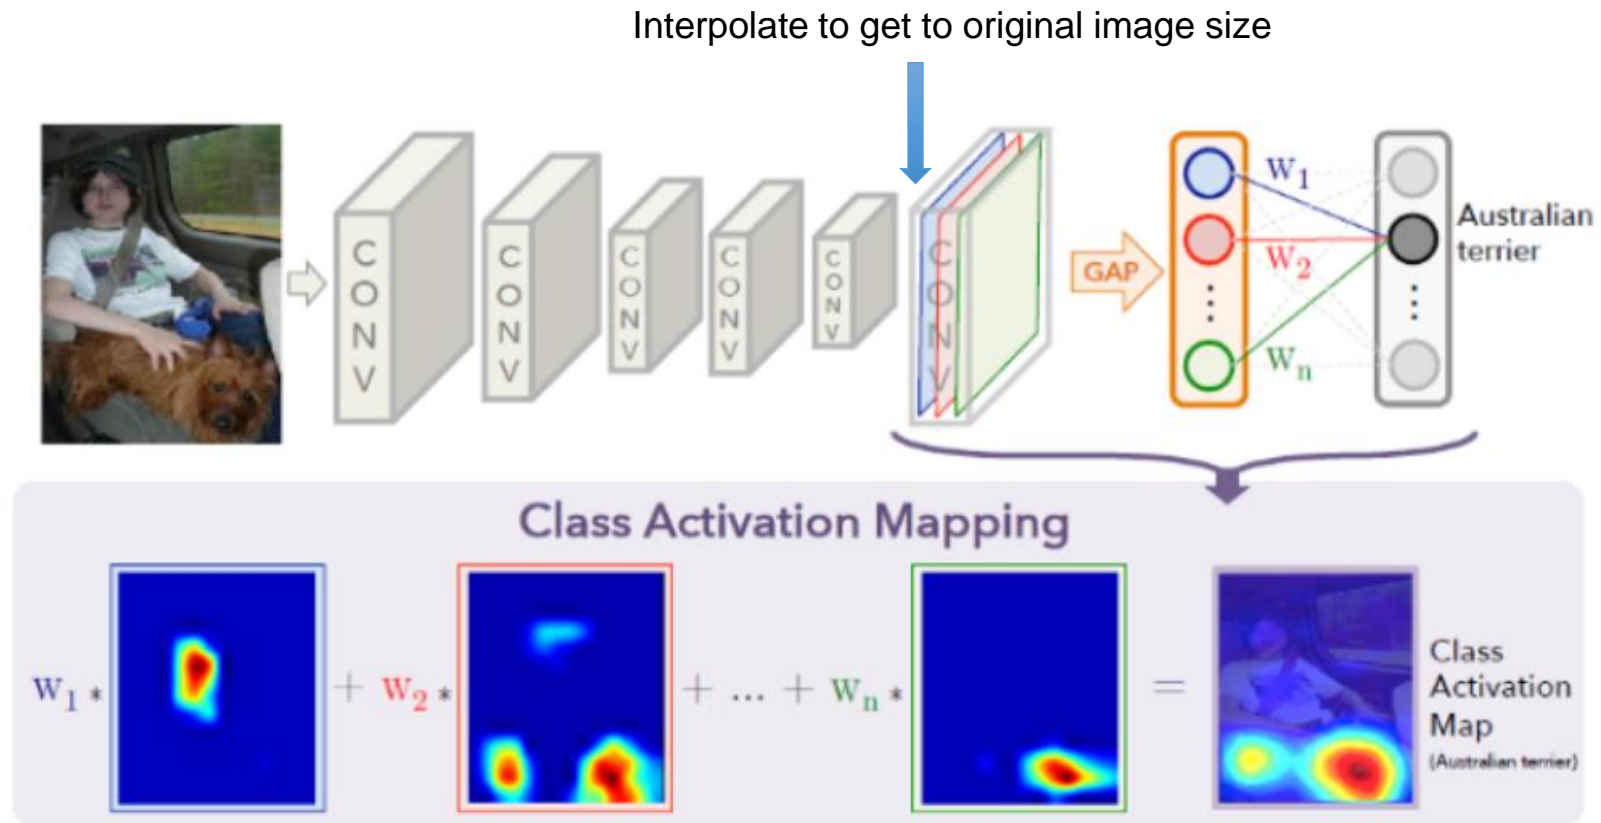 Interpolate to get to original image size
CONV
CONV
CONV
CONV
CONV
CONV
GAP
W1
W2
Wn
Australian
terrier
Class Activation Mapping
W1 * + W2 * + ... + Wn * =
Class
Activation
Map
(Australian terrier)